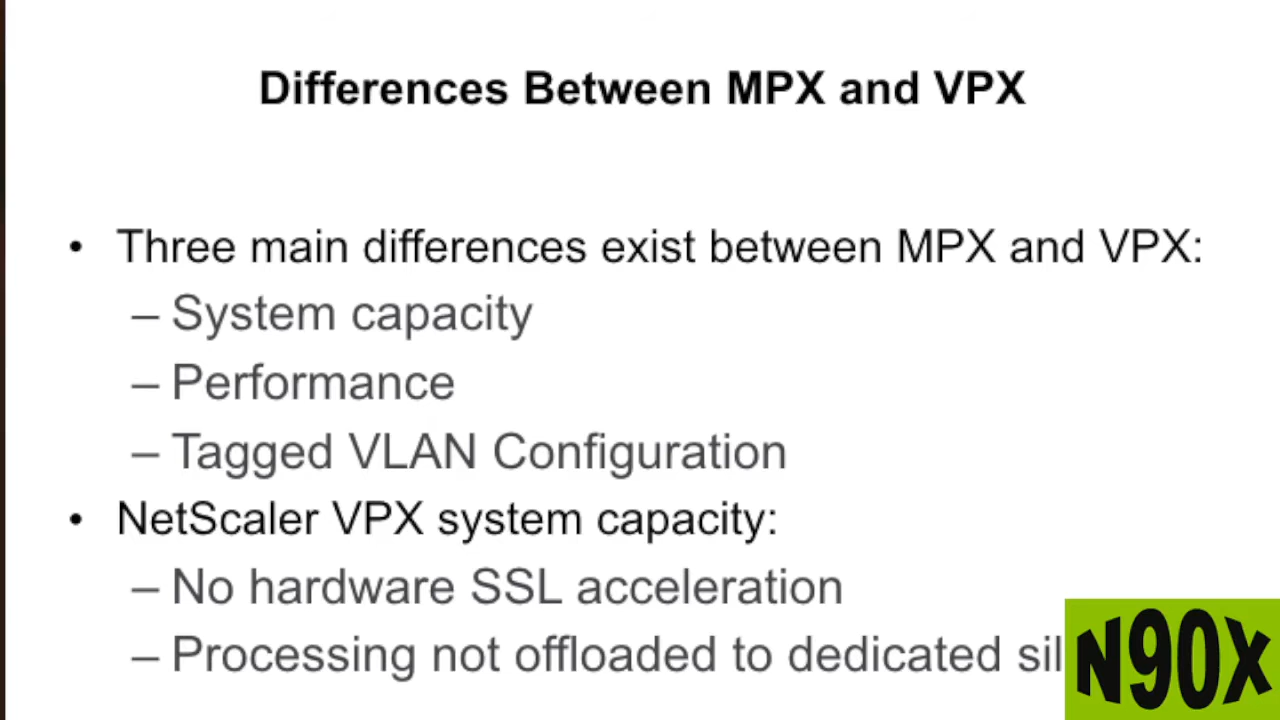 Differences Between MPX and VPX
• Three main differences exist between MPX and VPX:
– System capacity
– Performance
– Tagged VLAN Configuration
• NetScaler VPX system capacity:
– No hardware SSL acceleration
– Processing not offloaded to dedicated
N90X